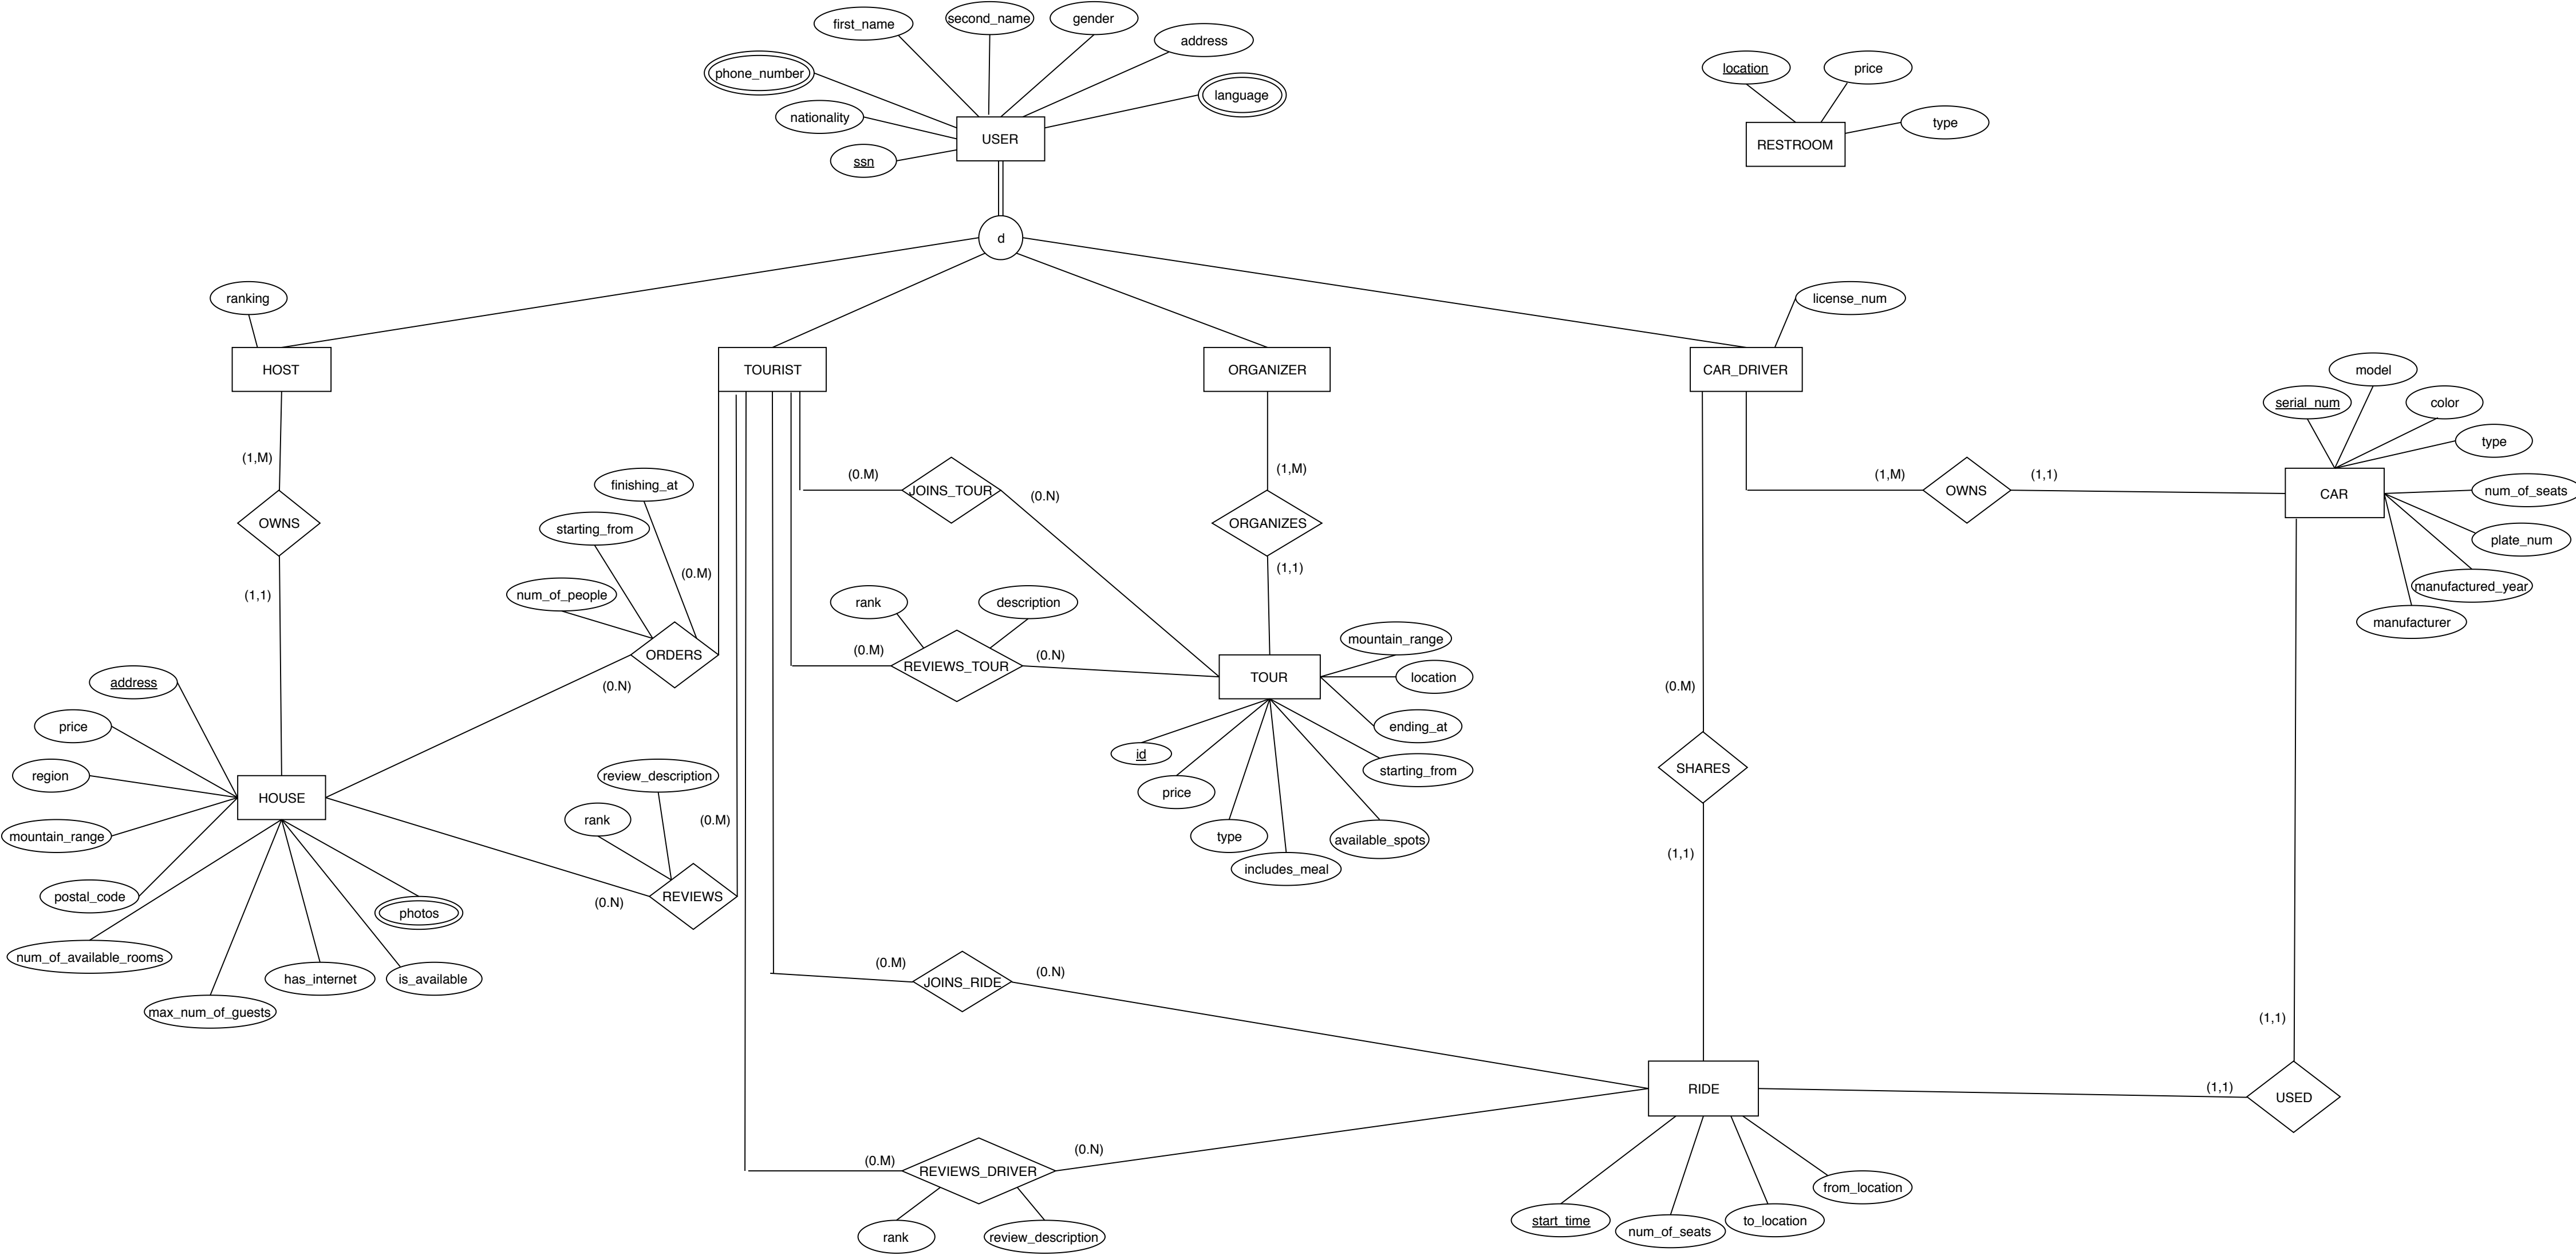 first_name
second_name
gender
address
phone_number
language
nationality
ssn
USER
location
price
type
RESTROOM
d
ranking
license_num
HOST
TOURIST
ORGANIZER
CAR_DRIVER
model
serial_num
color
type
num_of_seats
plate_num
manufactured_year
manufacturer
CAR
(1,M)
OWNS
(1,1)
(1,M)
OWNS
(1,1)
finishing_at
starting_from
num_of_people
(0.M)
ORDERS
(0.N)
(0.M)
JOINS_TOUR
(0.N)
(1,M)
ORGANIZES
(1,1)
rank
description
(0.M)
REVIEWS_TOUR
(0.N)
TOUR
mountain_range
location
ending_at
starting_from
available_spots
includes_meal
type
price
id
address
price
region
mountain_range
postal_code
num_of_available_rooms
max_num_of_guests
has_internet
is_available
photos
HOUSE
review_description
rank
(0.M)
REVIEWS
(0.N)
(0.M)
SHARES
(1,1)
(0.M)
JOINS_RIDE
(0.N)
(1,1)
RIDE
(1,1)
USED
(0.M)
REVIEWS_DRIVER
(0.N)
rank
review_description
start_time
num_of_seats
to_location
from_location